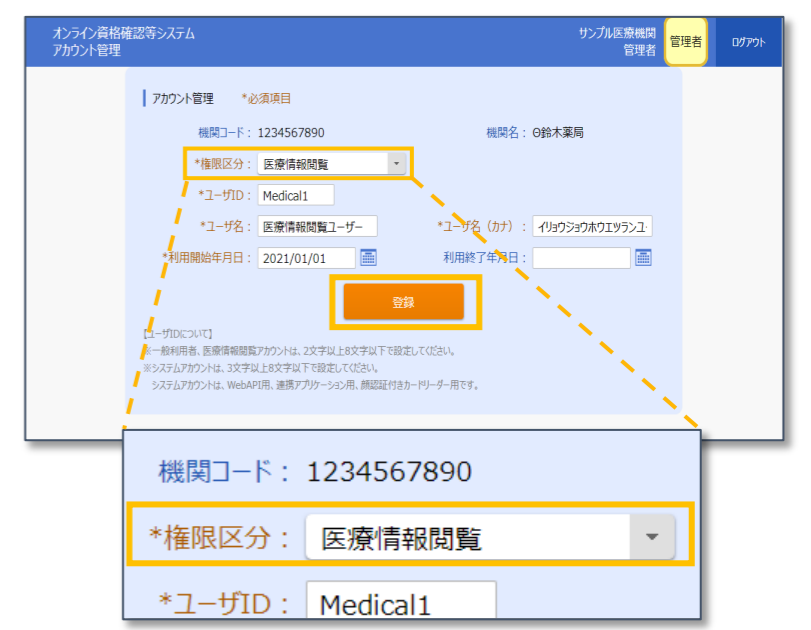 オンライン資格確認等システム
アカウント管理
サンプル医療機関
管理者
管理者
ログアウト
アカウント管理 *必須項目
機関コード： 1234567890 機関名： Θ鈴木薬局
*権限区分： 医療情報閲覧
*ユーザID： Medical1
*ユーザ名： 医療情報閲覧ユーザー *ユーザ名（カナ）： イリョウジョウホウエツランユ
*利用開始年月日： 2021/01/01 利用終了年月日：
登録
【ユーザIDについて】
※一般利用者、医療情報閲覧アカウントは、2文字以上8文字以下で設定してください。
※システムアカウントは、3文字以上8文字以下で設定してください。
システムアカウントは、WebAPI用、連携アプリケーション用、顔認証付きカードリーダー用です。
機関コード： 1234567890
*権限区分： 医療情報閲覧
*ユーザID： Medical1